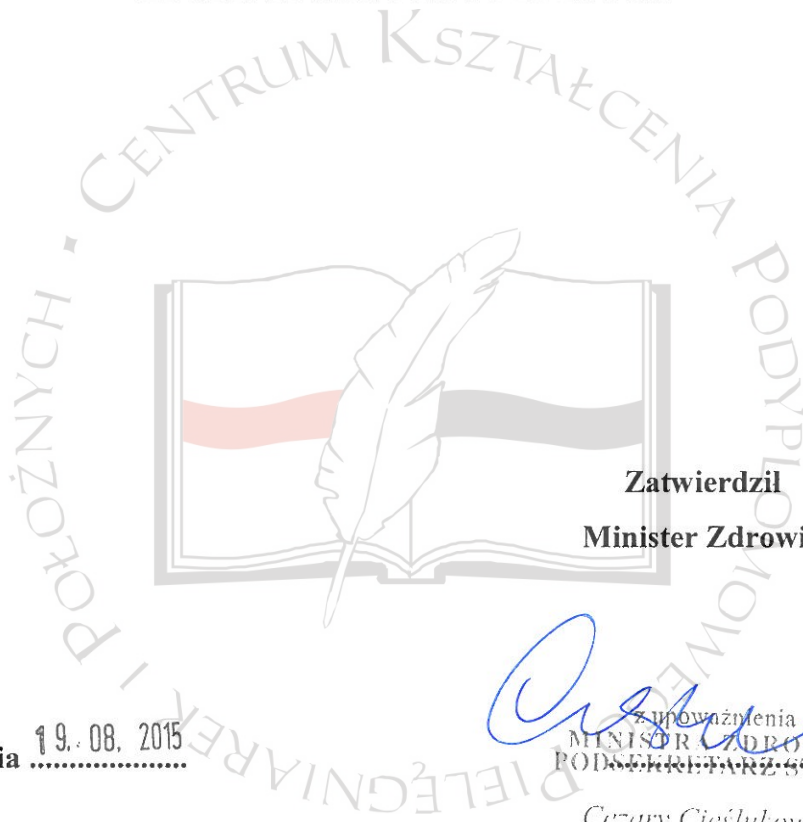 CENTRUM KSZTAŁCENIA PODYPLOMOWEGO PIELĘGNIAREK I POŁOŻNYCH
Zatwierdził
Minister Zdrowi
19. 08. 2015
ia ....................
z upoważnienia
MINISTRA ZDRO
PODSEKRETARZ S
Cezary Cieślukow